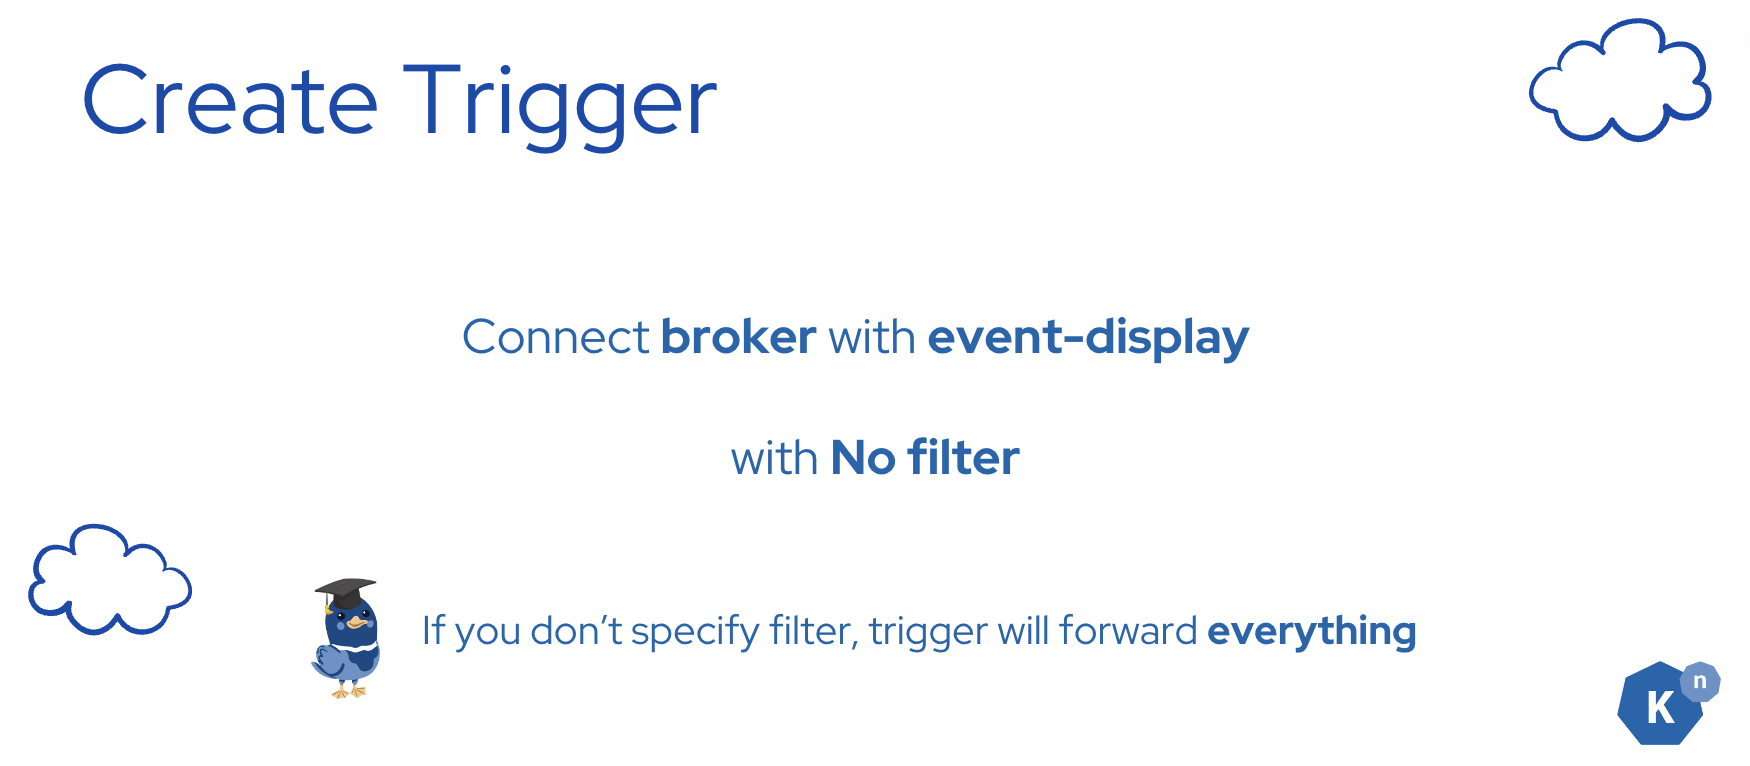 Create Trigger
Connect broker with event-display
with No filter
If you don’t specify filter, trigger will forward everything
K n